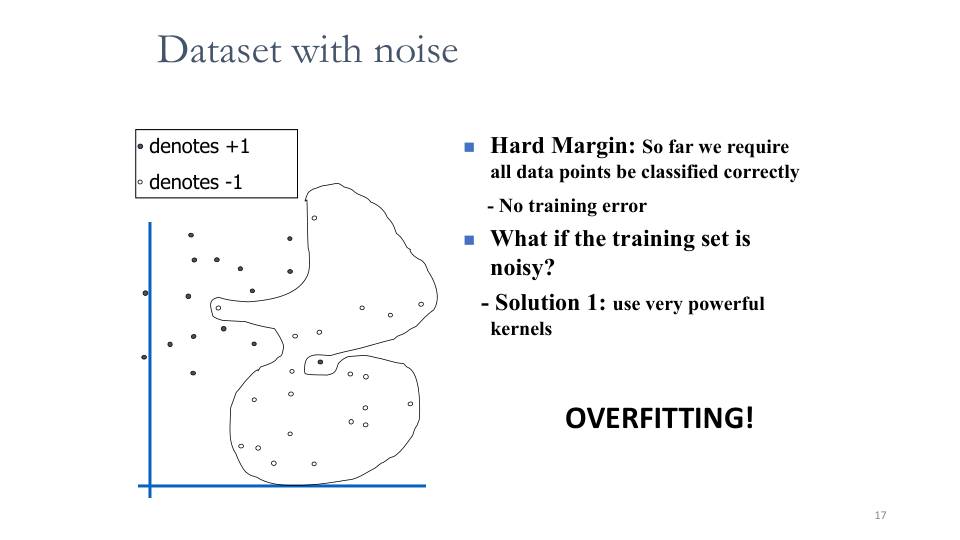 Dataset with noise
denotes +1
denotes -1
Hard Margin: So far we require
all data points be classified correctly
- No training error
What if the training set is
noisy?
- Solution 1: use very powerful
kernels
OVERFITTING!
17